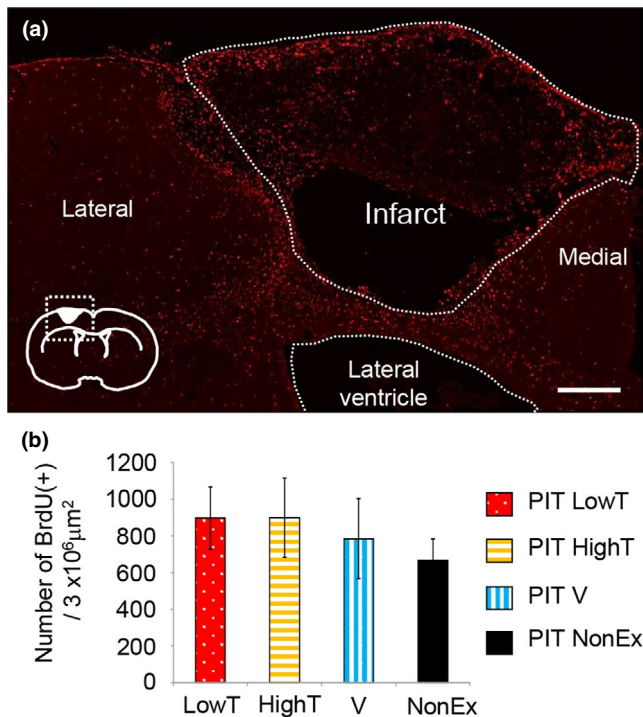 (a)
Lateral
Infarct
Medial
Lateral
ventricle
(b)
Number of BrdU(+)
/ 3 x10⁶μm²
1200
1000
800
600
400
200
0
LowT HighT V NonEx
PIT LowT
PIT HighT
PIT V
PIT NonEx